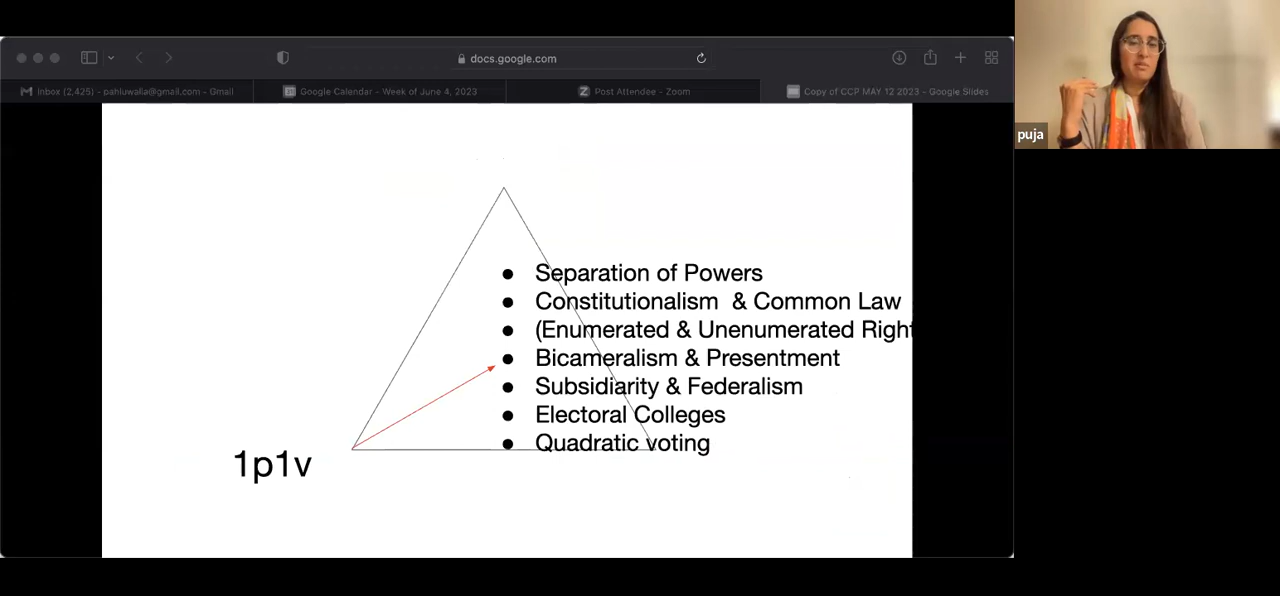 docs.google.com
Inbox (2,425) - pahluwalia@gmail.com - Gmail
Google Calendar - Week of June 4, 2023
Post Attendee - Zoom
Copy of CCP MAY 12 2023 - Google Slides
puja
Separation of Powers
Constitutionalism & Common Law
(Enumerated & Unenumerated Right
Bicameralism & Presentment
Subsidiarity & Federalism
Electoral Colleges
Quadratic voting
1p1v